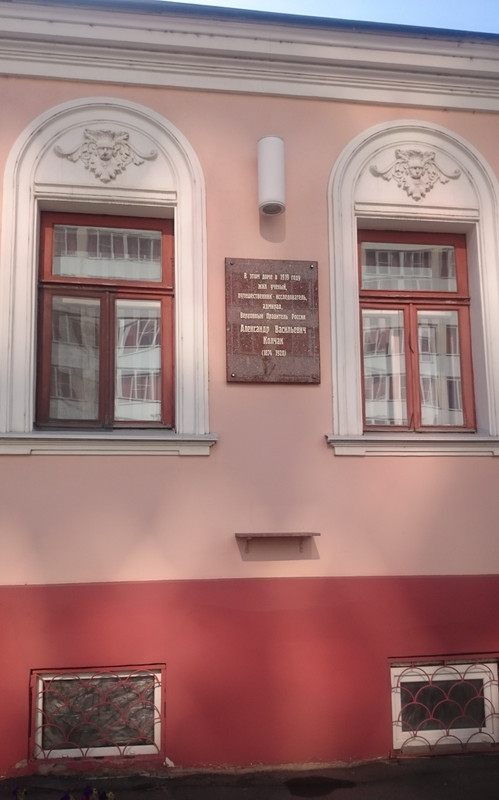 В этом доме в 1919 году
жил ученый,
путешественник исследователь,
адмирал,
Верховный Правитель России
Александр Васильевич
Колчак
(1874 1920)